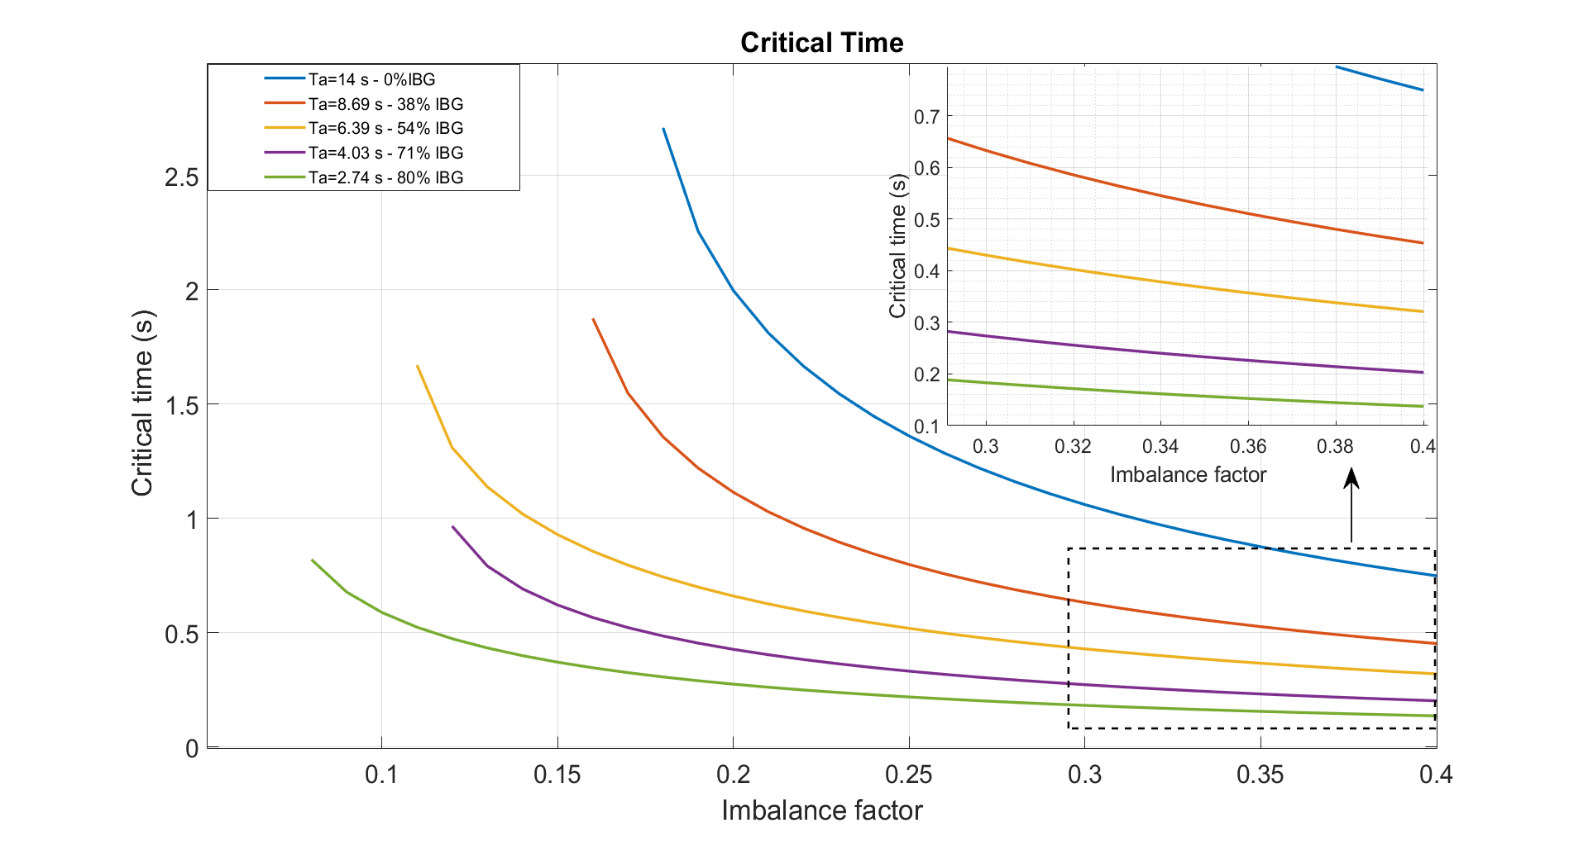 Critical Time
Ta=14 s - 0%IBG
Ta=8.69 s - 38% IBG
Ta=6.39 s - 54% IBG
Ta=4.03 s - 71% IBG
Ta=2.74 s - 80% IBG
Critical time (s)
2.5
2
1.5
1
0.5
0
0.1
0.15
0.2
0.25
0.3
0.35
0.4
Imbalance factor
Critical time (s)
0.7
0.6
0.5
0.4
0.3
0.2
0.1
0.3
0.32
0.34
0.36
0.38
0.4
Imbalance factor